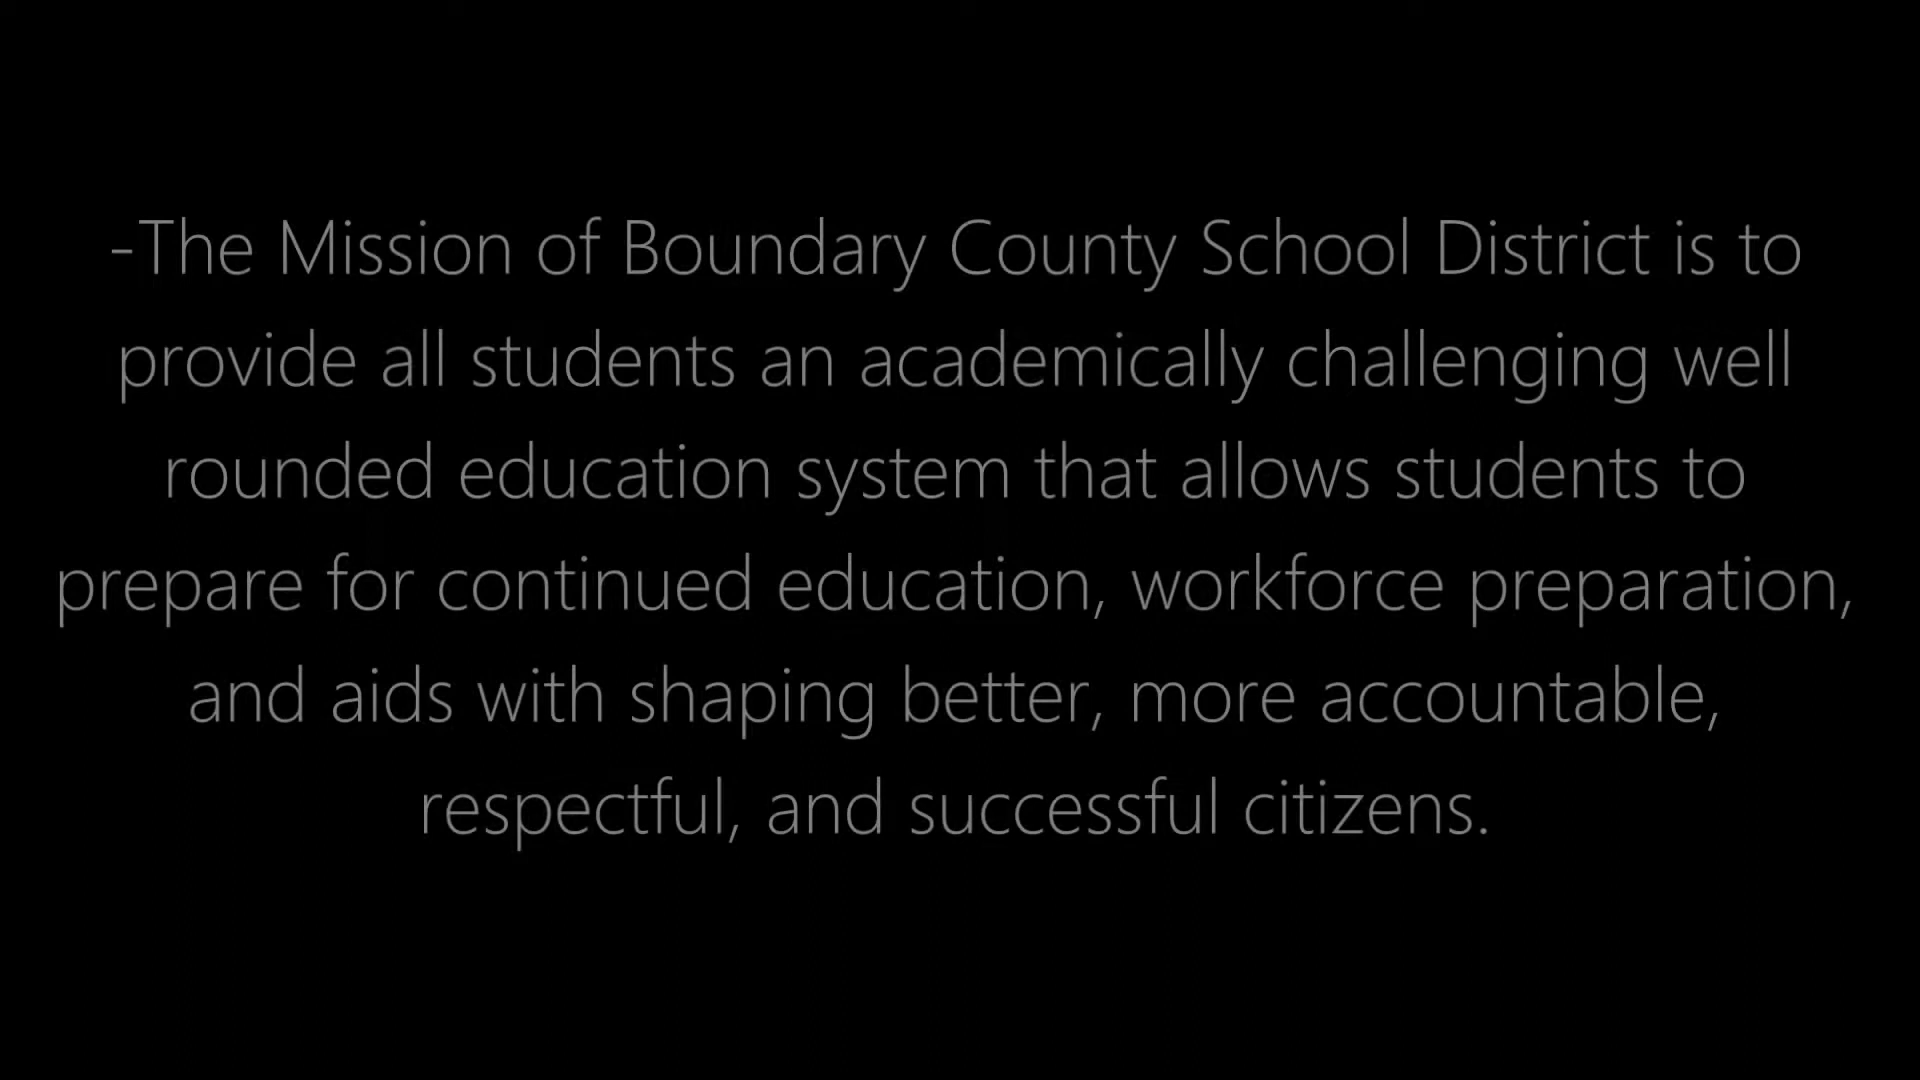 -The Mission of Boundary County School District is to
provide all students an academically challenging well
rounded education system that allows students to
prepare for continued education, workforce preparation,
and aids with shaping better, more accountable,
respectful, and successful citizens.